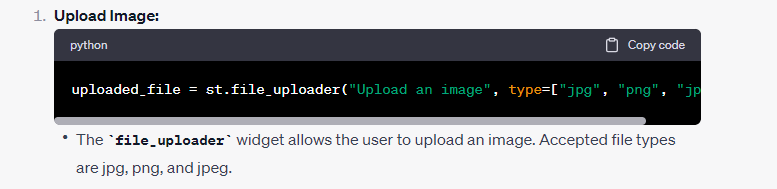 1. Upload Image:
python Copy code
uploaded_file = st.file_uploader("Upload an image", type=["jpg", "png", "jp
• The `file_uploader` widget allows the user to upload an image. Accepted file types
are jpg, png, and jpeg.